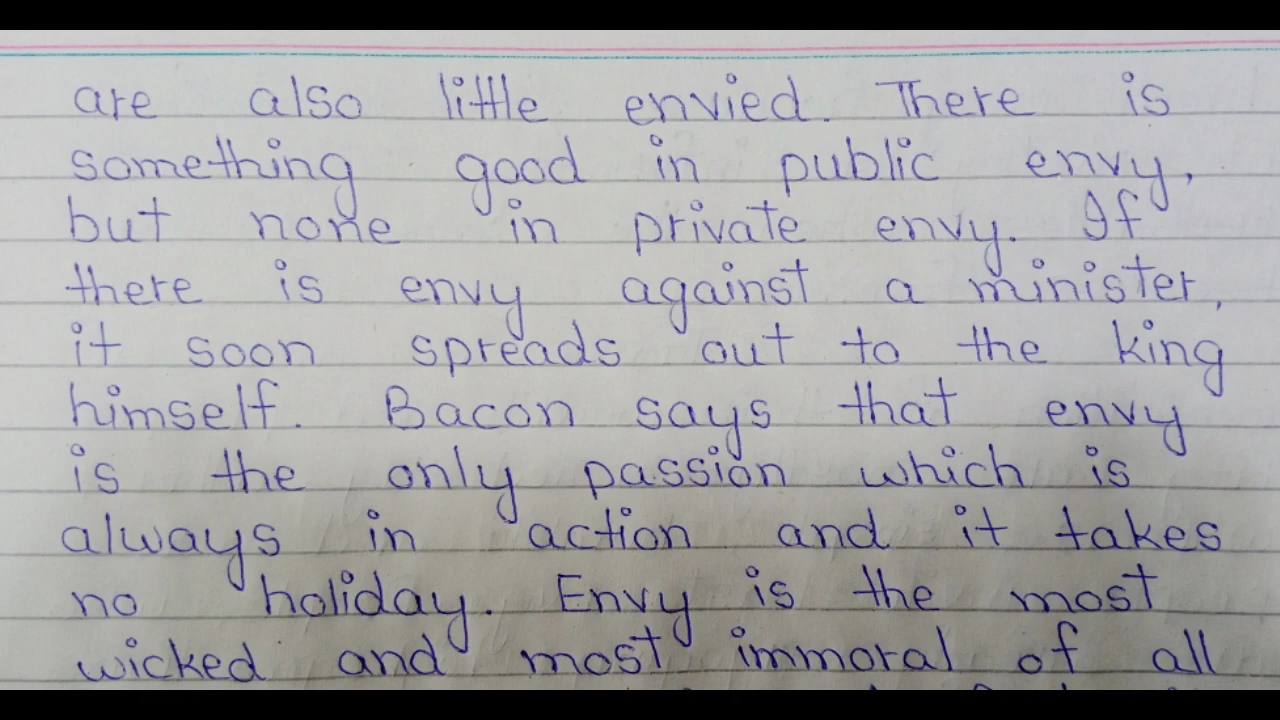 are also little envied. There is
something good in public envy,
but none in private envy. If
there is envy against a minister,
it soon spreads out to the king
himself. Bacon says that envy
is the only passion which is
always in action and it takes
no holiday. Envy is the most
wicked and most immoral of all